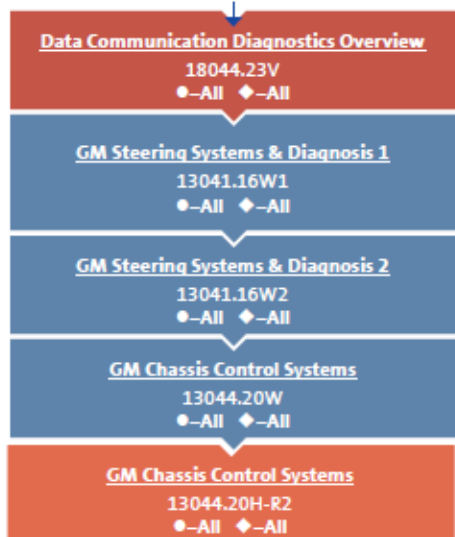 Data Communication Diagnostics Overview
18044.23V
●–All ◆–All
GM Steering Systems & Diagnosis 1
13041.16W1
●–All ◆–All
GM Steering Systems & Diagnosis 2
13041.16W2
●–All ◆–All
GM Chassis Control Systems
13044.20W
●–All ◆–All
GM Chassis Control Systems
13044.20H-R2
●–All ◆–All